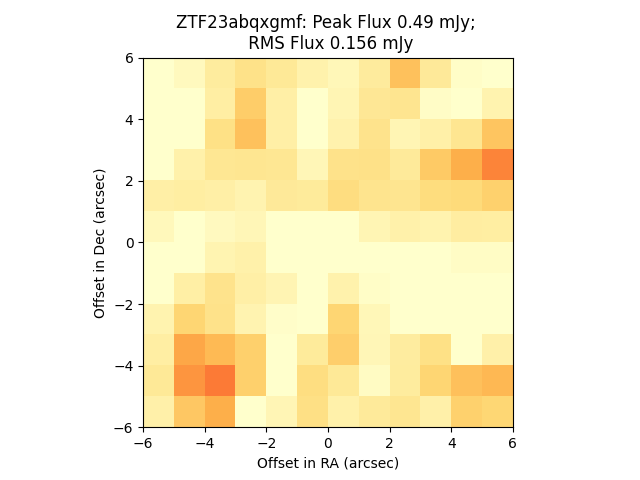 ZTF23abqxgmf: Peak Flux 0.49 mJy;
RMS Flux 0.156 mJy
6
4
2
0
−2
−4
−6
Offset in Dec (arcsec)
−6 −4 −2 0 2 4 6
Offset in RA (arcsec)